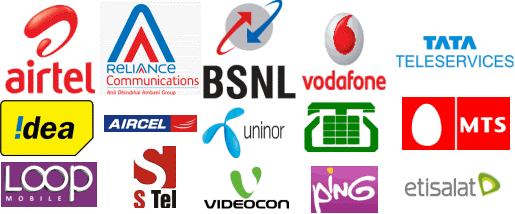 airtel
RELIANCE
Communications
Anil Dhirubhai Ambani Group
BSNL
vodafone
TATA
TELESERVICES
!dea
AIRCEL
uninor
MTS
LOOP
MOBILE
S Tel
VIDEOCON
PiNG
etisalat